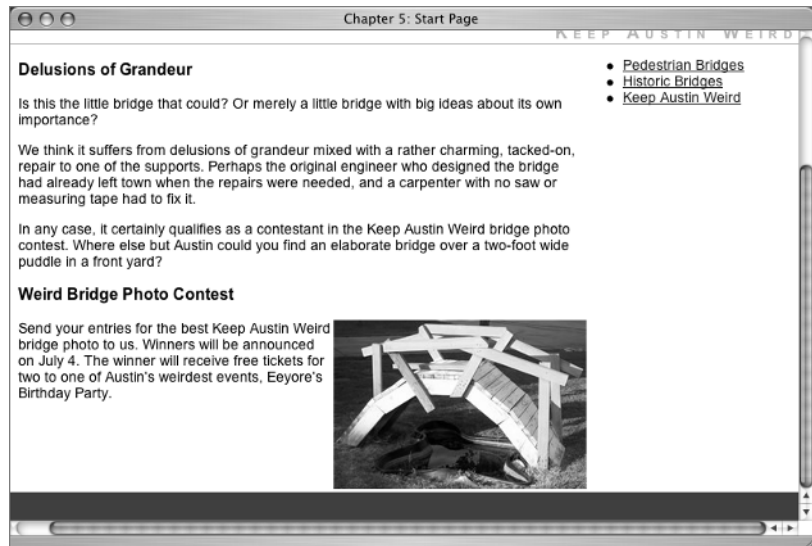 Chapter 5: Start Page
KEEP AUSTIN WEIRD
Delusions of Grandeur
Is this the little bridge that could? Or merely a little bridge with big ideas about its own
importance?
We think it suffers from delusions of grandeur mixed with a rather charming, tacked-on,
repair to one of the supports. Perhaps the original engineer who designed the bridge
had already left town when the repairs were needed, and a carpenter with no saw or
measuring tape had to fix it.
In any case, it certainly qualifies as a contestant in the Keep Austin Weird bridge photo
contest. Where else but Austin could you find an elaborate bridge over a two-foot wide
puddle in a front yard?
Weird Bridge Photo Contest
Send your entries for the best Keep Austin Weird
bridge photo to us. Winners will be announced
on July 4. The winner will receive free tickets for
two to one of Austin's weirdest events, Eeyore's
Birthday Party.
Pedestrian Bridges
Historic Bridges
Keep Austin Weird